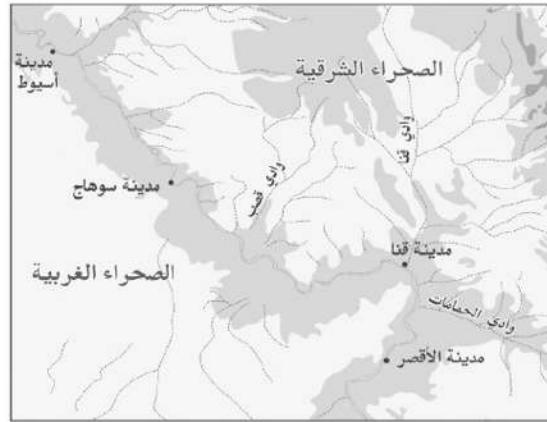 مدينة
أسيوط
الصحراء الشرقية
وادي قنا
وادي قصب
مدينة سوهاج
مدينة قنا
الصحراء الغربية
وادي الحمامات
مدينة الأقصر